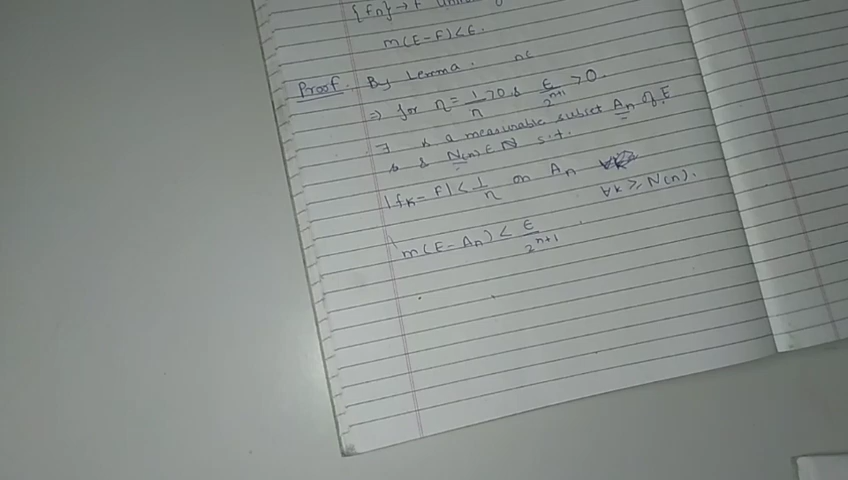 {fn} → f
m(E-F) < ε.
Proof. By Lemma.
⇒ for η = 1/n > 0 & ε/2^(n+1) > 0.
∃ a measurable subset An of E
& N(n) ∈ N s.t.
|fk - f| < 1/n on An ∀k ≥ N(n).
m(E - An) < ε/2^(n+1)